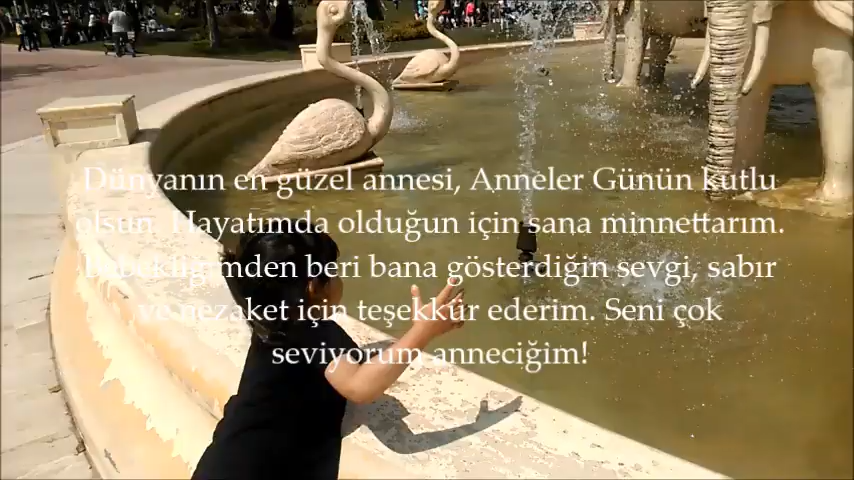 Dünyanın en güzel annesi, Anneler Günün kutlu
olsun. Hayatımda olduğun için sana minnettarım.
Bebekliğimden beri bana gösterdiğin sevgi, sabır
ve nezaket için teşekkür ederim. Seni çok
seviyorum anneciğim!